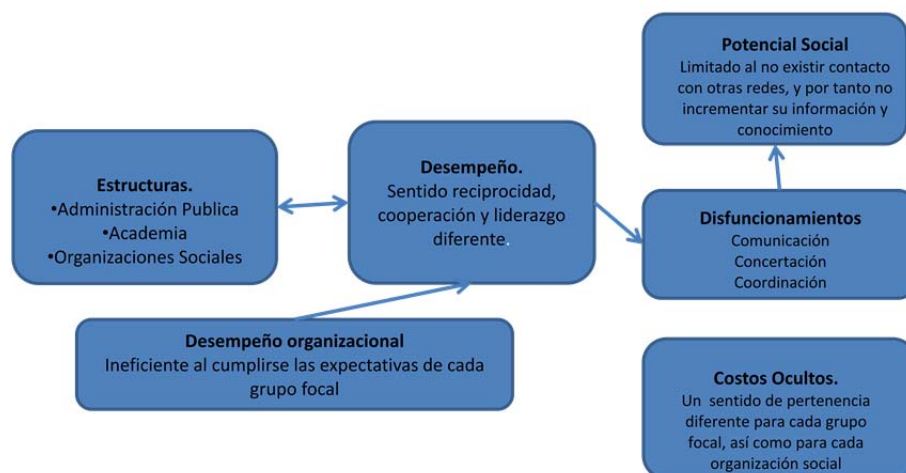 Potencial Social
Limitado al no existir contacto
con otras redes, y por tanto no
incrementar su información y
conocimiento
Estructuras.
•Administración Publica
•Academia
•Organizaciones Sociales
Desempeño.
Sentido reciprocidad,
cooperación y liderazgo
diferente.
Disfuncionamientos
Comunicación
Concertación
Coordinación
Desempeño organizacional
Ineficiente al cumplirse las expectativas de cada
grupo focal
Costos Ocultos.
Un sentido de pertenencia
diferente para cada grupo
focal, así como para cada
organización social